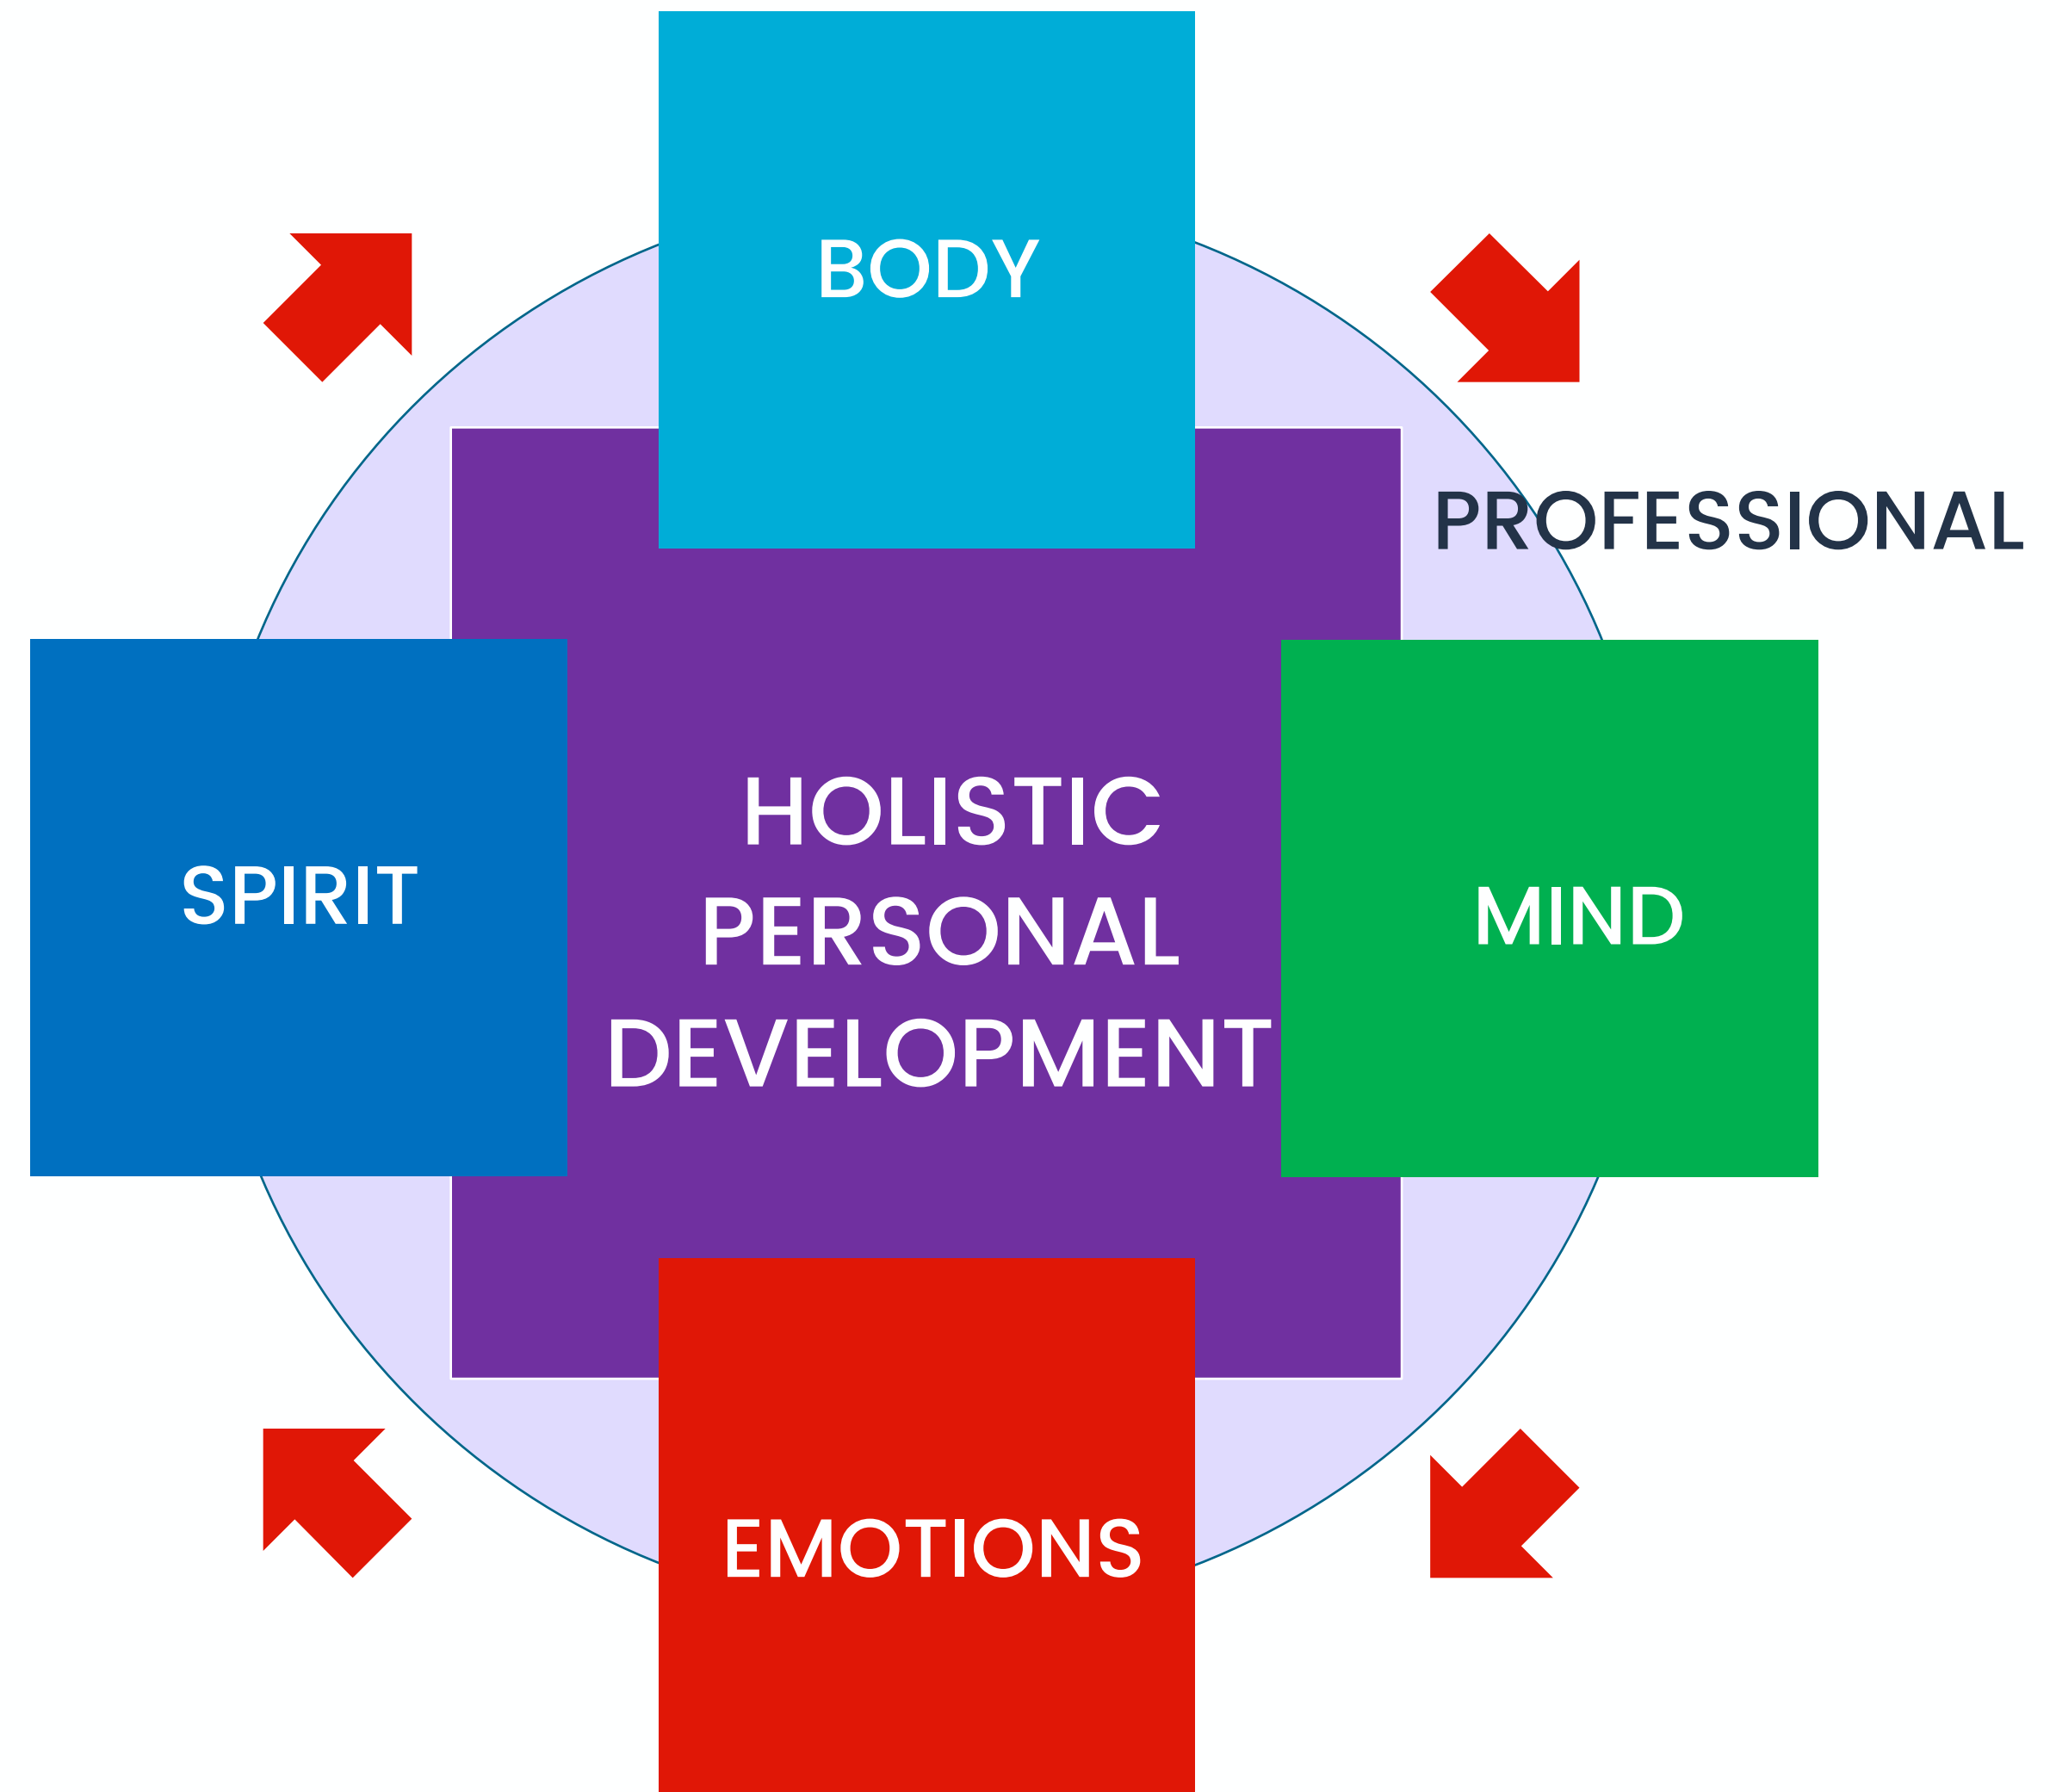 BODY
PROFESSIONAL
HOLISTIC
PERSONAL
DEVELOPMENT
SPIRIT
MIND
EMOTIONS